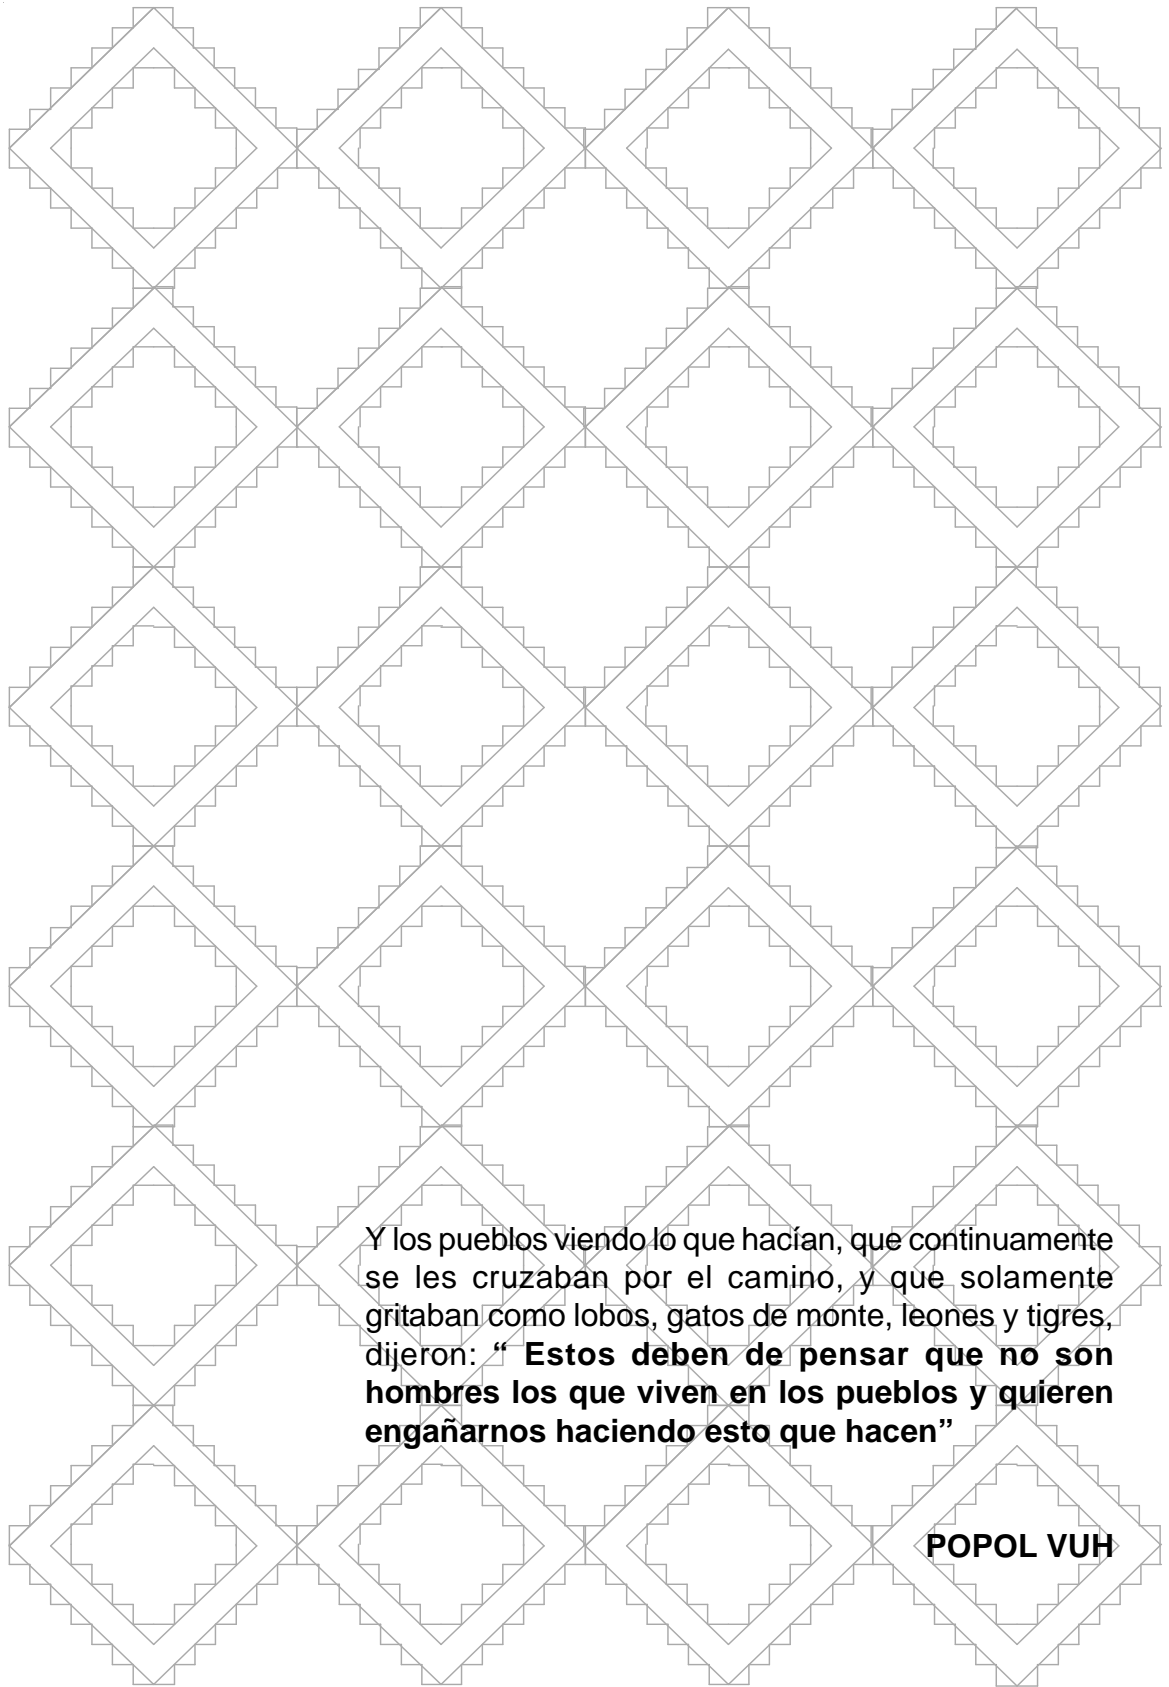 Y los pueblos viendo lo que hacían, que continuamente
se les cruzaban por el camino, y que solamente
gritaban como lobos, gatos de monte, leones y tigres,
dijeron: “ Estos deben de pensar que no son
hombres los que viven en los pueblos y quieren
engañarnos haciendo esto que hacen”
POPOL VUH